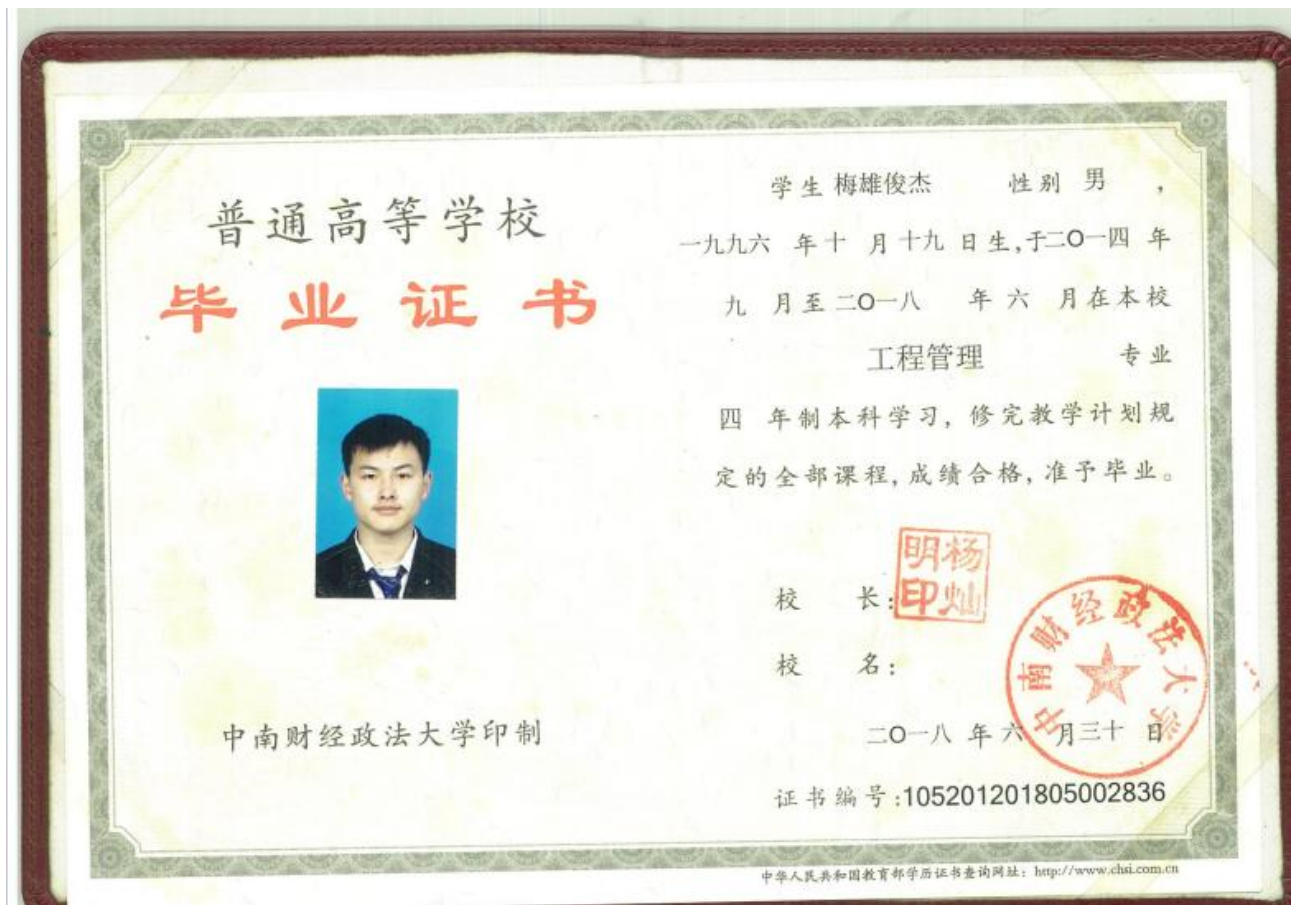 普通高等学校
毕业证书
中南财经政法大学印制
学生 梅雄俊杰 性别 男 ，
一九九六 年十 月十九 日生,于二O一四 年
九 月至二O一八 年六 月在本校
工程管理 专业
四 年制本科学习, 修完教学计划规
定的全部课程,成绩合格,准予毕业。
校 长:
杨灿明印
校 名:
中南财经政法大学
二O一八 年六 月三十 日
证书编号:105201201805002836
中华人民共和国教育部学历证书查询网址: http://www.chsi.com.cn